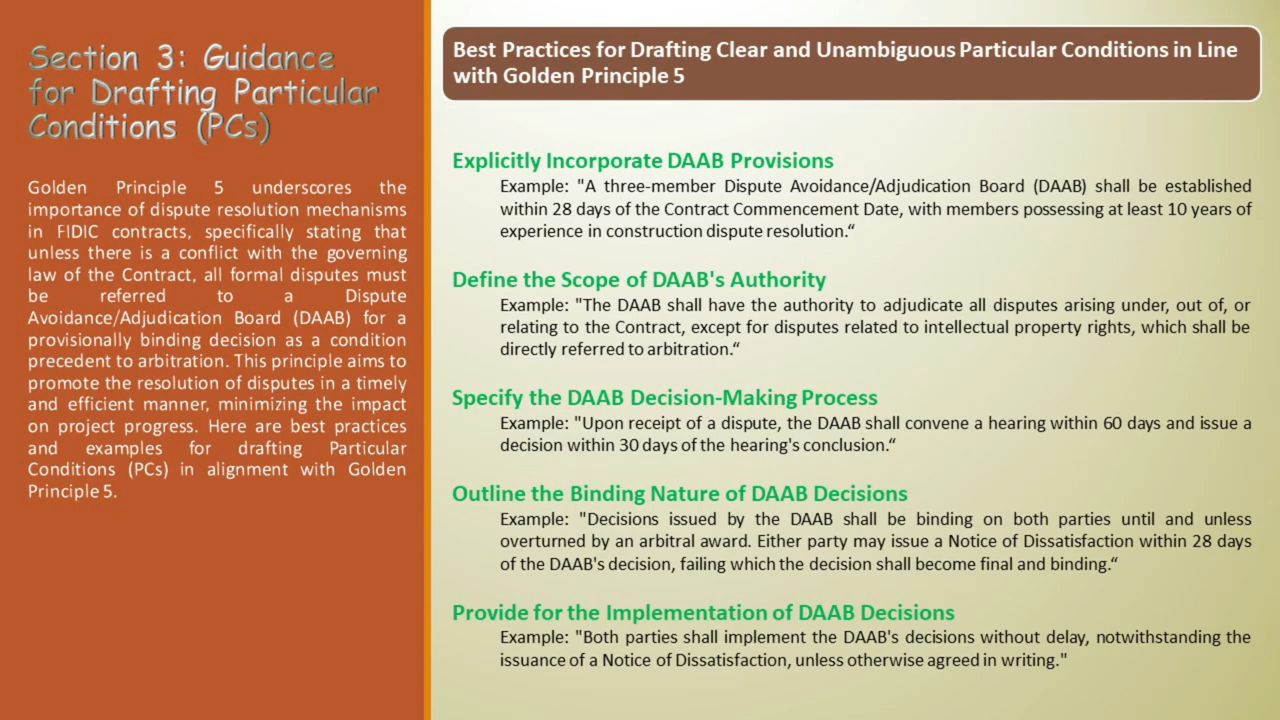 Section 3: Guidance
for Drafting Particular
Conditions (PCs)
Golden Principle 5 underscores the
importance of dispute resolution mechanisms
in FIDIC contracts, specifically stating that
unless there is a conflict with the governing
law of the Contract, all formal disputes must
be referred to a Dispute
Avoidance/Adjudication Board (DAAB) for a
provisionally binding decision as a condition
precedent to arbitration. This principle aims to
promote the resolution of disputes in a timely
and efficient manner, minimizing the impact
on project progress. Here are best practices
and examples for drafting Particular
Conditions (PCs) in alignment with Golden
Principle 5.
Best Practices for Drafting Clear and Unambiguous Particular Conditions in Line
with Golden Principle 5
Explicitly Incorporate DAAB Provisions
Example: "A three-member Dispute Avoidance/Adjudication Board (DAAB) shall be established
within 28 days of the Contract Commencement Date, with members possessing at least 10 years of
experience in construction dispute resolution.“
Define the Scope of DAAB's Authority
Example: "The DAAB shall have the authority to adjudicate all disputes arising under, out of, or
relating to the Contract, except for disputes related to intellectual property rights, which shall be
directly referred to arbitration.“
Specify the DAAB Decision-Making Process
Example: "Upon receipt of a dispute, the DAAB shall convene a hearing within 60 days and issue a
decision within 30 days of the hearing's conclusion.“
Outline the Binding Nature of DAAB Decisions
Example: "Decisions issued by the DAAB shall be binding on both parties until and unless
overturned by an arbitral award. Either party may issue a Notice of Dissatisfaction within 28 days
of the DAAB's decision, failing which the decision shall become final and binding.“
Provide for the Implementation of DAAB Decisions
Example: "Both parties shall implement the DAAB's decisions without delay, notwithstanding the
issuance of a Notice of Dissatisfaction, unless otherwise agreed in writing."